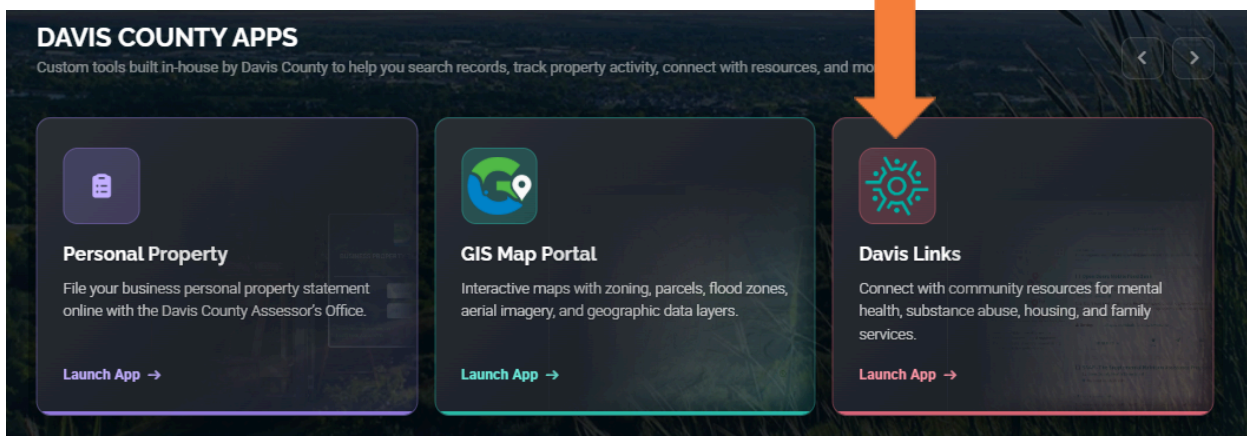 DAVIS COUNTY APPS
Custom tools built in-house by Davis County to help you search records, track property activity, connect with resources, and mo
Personal Property
File your business personal property statement
online with the Davis County Assessor's Office.
Launch App →
GIS Map Portal
Interactive maps with zoning, parcels, flood zones,
aerial imagery, and geographic data layers.
Launch App →
Davis Links
Connect with community resources for mental
health, substance abuse, housing, and family
services.
Launch App →